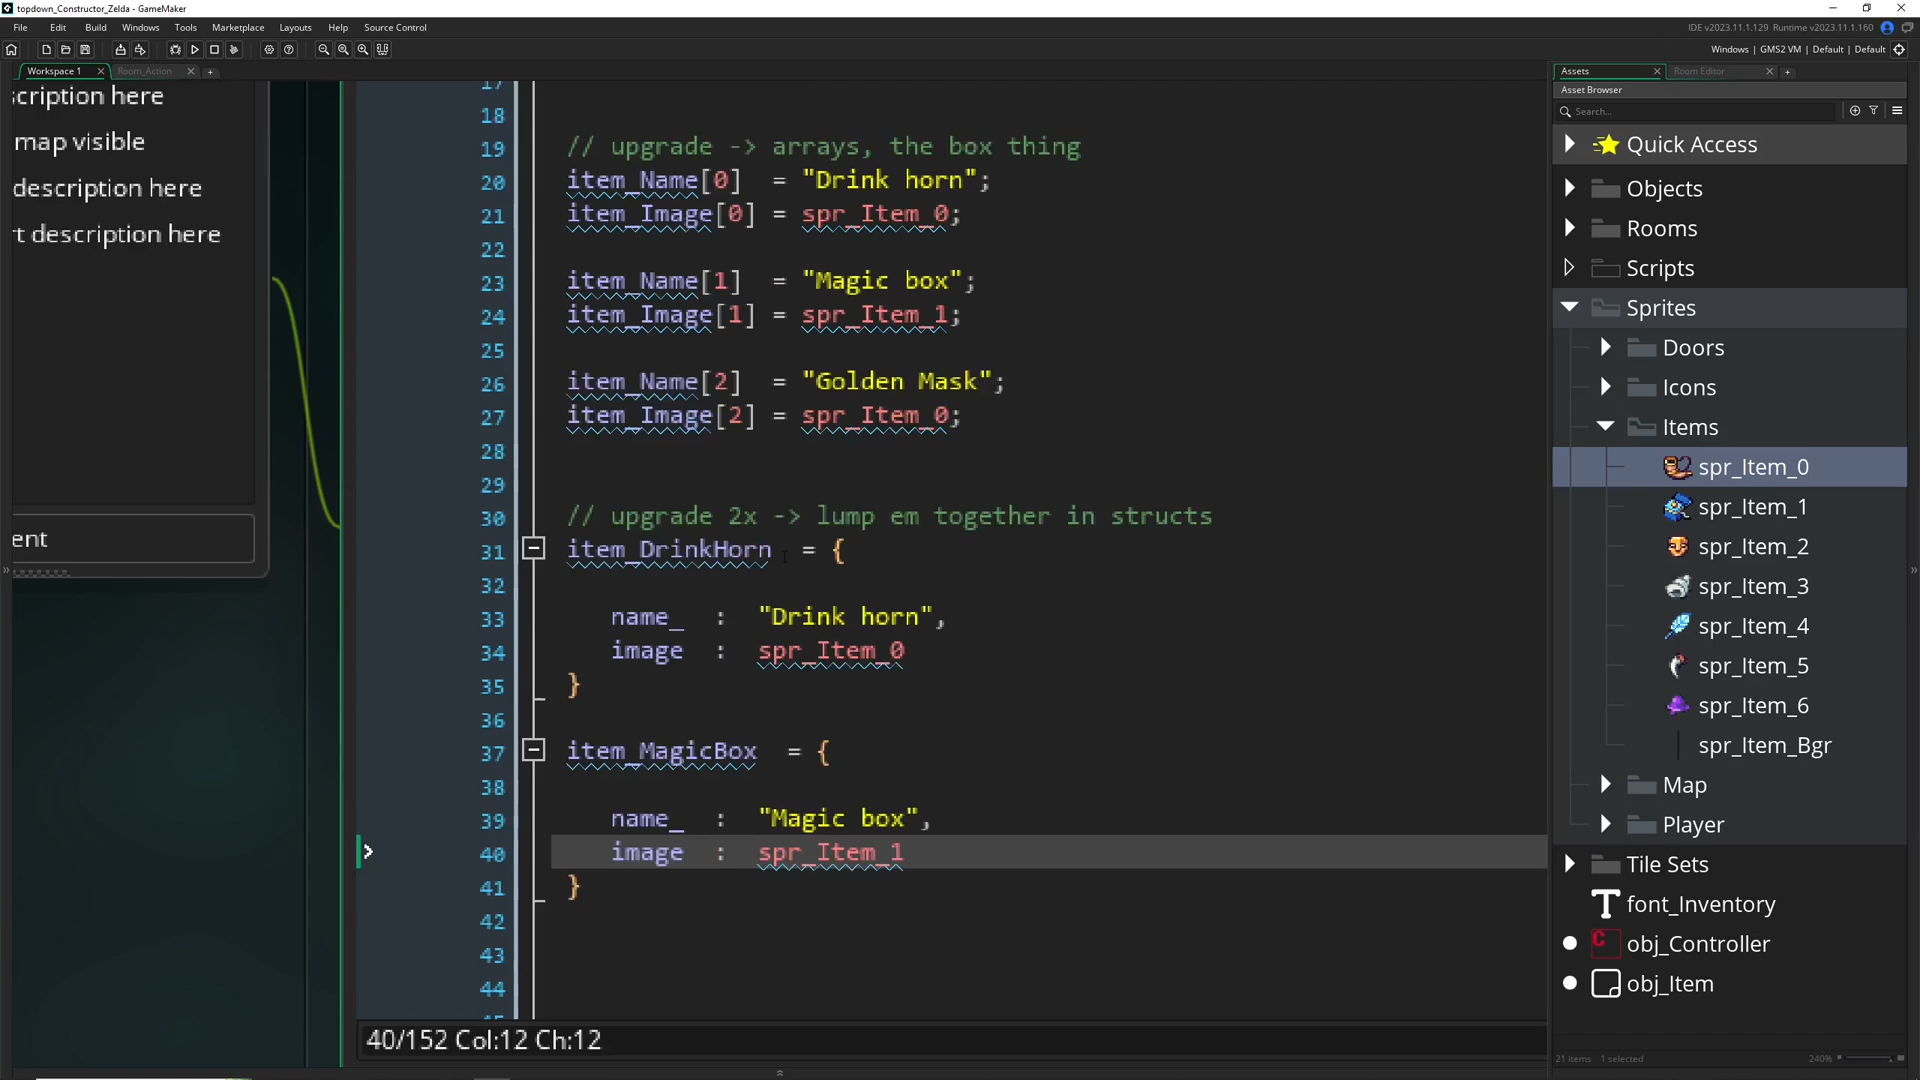 topdown_Constructor_Zelda - GameMaker
File Edit Build Windows Tools Marketplace Layouts Help Source Control
IDE v2023.11.1.129 Runtime v2023.11.1.160
Windows | GMS2 VM | Default | Default
Workspace 1
Room_Action
Assets
Room Editor
Asset Browser
Search...
scription here
map visible
description here
t description here
ent
17
18
19 // upgrade -> arrays, the box thing
20 item_Name[0] = "Drink horn";
21 item_Image[0] = spr_Item_0;
22
23 item_Name[1] = "Magic box";
24 item_Image[1] = spr_Item_1;
25
26 item_Name[2] = "Golden Mask";
27 item_Image[2] = spr_Item_0;
28
29
30 // upgrade 2x -> lump em together in structs
31 item_DrinkHorn = {
32
33 name_ : "Drink horn",
34 image : spr_Item_0
35 }
36
37 item_MagicBox = {
38
39 name_ : "Magic box",
40 image : spr_Item_1
41 }
42
43
44
40/152 Col:12 Ch:12
Quick Access
Objects
Rooms
Scripts
Sprites
Doors
Icons
Items
spr_Item_0
spr_Item_1
spr_Item_2
spr_Item_3
spr_Item_4
spr_Item_5
spr_Item_6
spr_Item_Bgr
Map
Player
Tile Sets
font_Inventory
obj_Controller
obj_Item
21 items 1 selected
240%